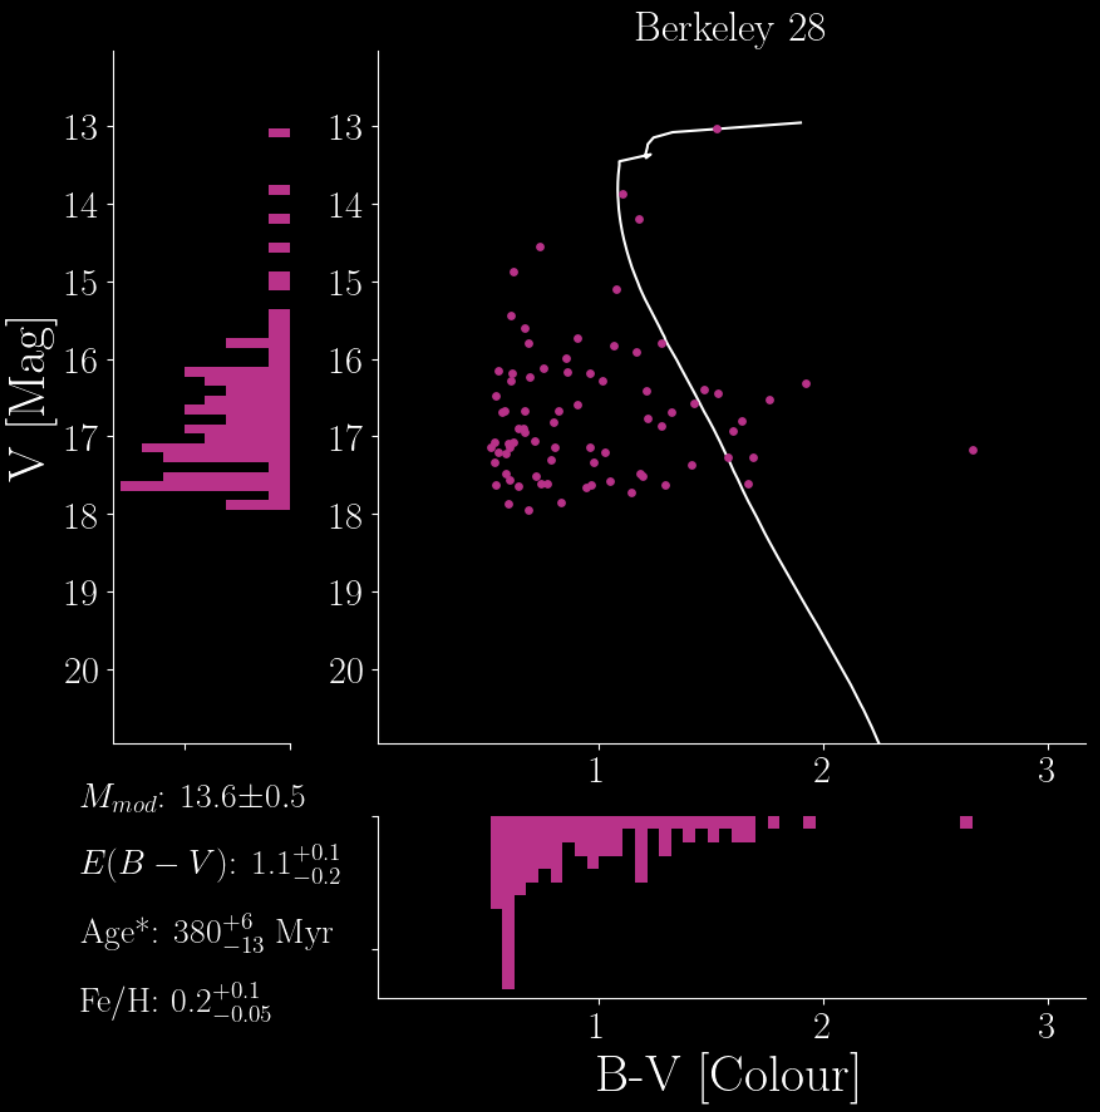 Berkeley 28
V [Mag]
13
14
15
16
17
18
19
20
13
14
15
16
17
18
19
20
1 2 3
M_{mod}: 13.6±0.5
E(B − V): 1.1^{+0.1}_{−0.2}
Age*: 380^{+6}_{−13} Myr
Fe/H: 0.2^{+0.1}_{−0.05}
1 2 3
B-V [Colour]